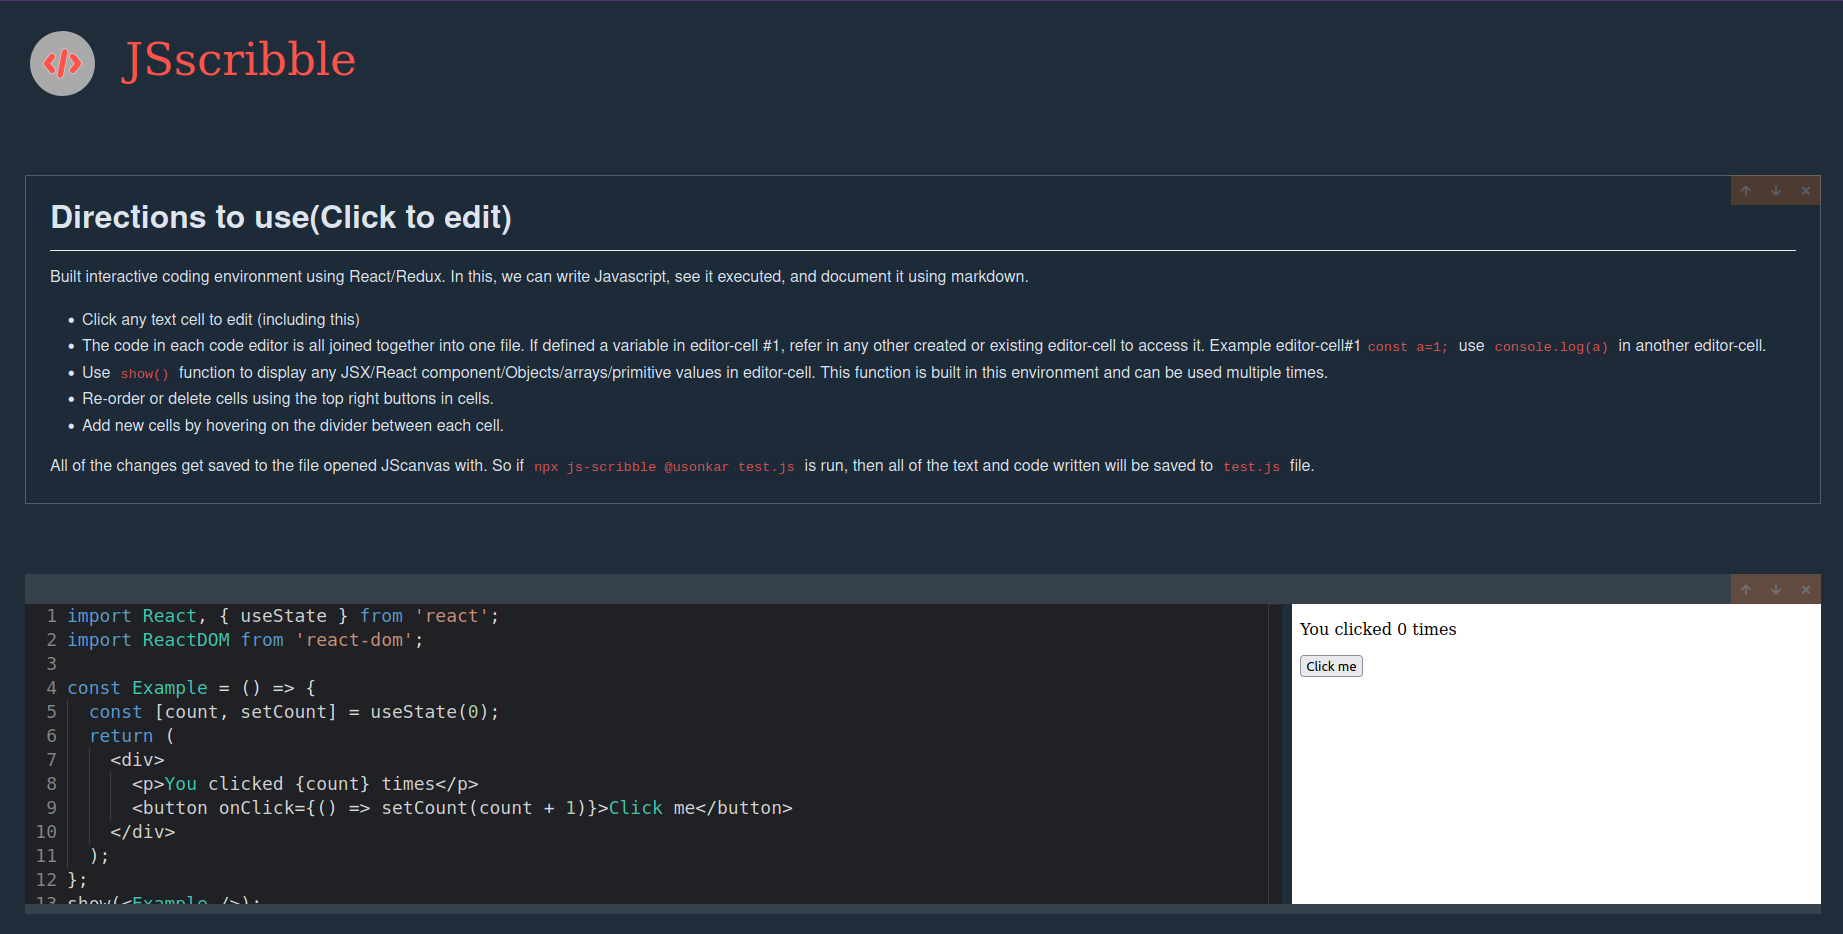 </>
JSscribble
Directions to use(Click to edit)
Built interactive coding environment using React/Redux. In this, we can write Javascript, see it executed, and document it using markdown.
• Click any text cell to edit (including this)
• The code in each code editor is all joined together into one file. If defined a variable in editor-cell #1, refer in any other created or existing editor-cell to access it. Example editor-cell#1 const a=1; use console.log(a) in another editor-cell.
• Use show() function to display any JSX/React component/Objects/arrays/primitive values in editor-cell. This function is built in this environment and can be used multiple times.
• Re-order or delete cells using the top right buttons in cells.
• Add new cells by hovering on the divider between each cell.
All of the changes get saved to the file opened JScanvas with. So if npx js-scribble @usonkar test.js is run, then all of the text and code written will be saved to test.js file.
1 import React, { useState } from 'react';
2 import ReactDOM from 'react-dom';
3
4 const Example = () => {
5   const [count, setCount] = useState(0);
6   return (
7     <div>
8       <p>You clicked {count} times</p>
9       <button onClick={() => setCount(count + 1)}>Click me</button>
10     </div>
11   );
12 };
13 show(<Example />);
You clicked 0 times
Click me